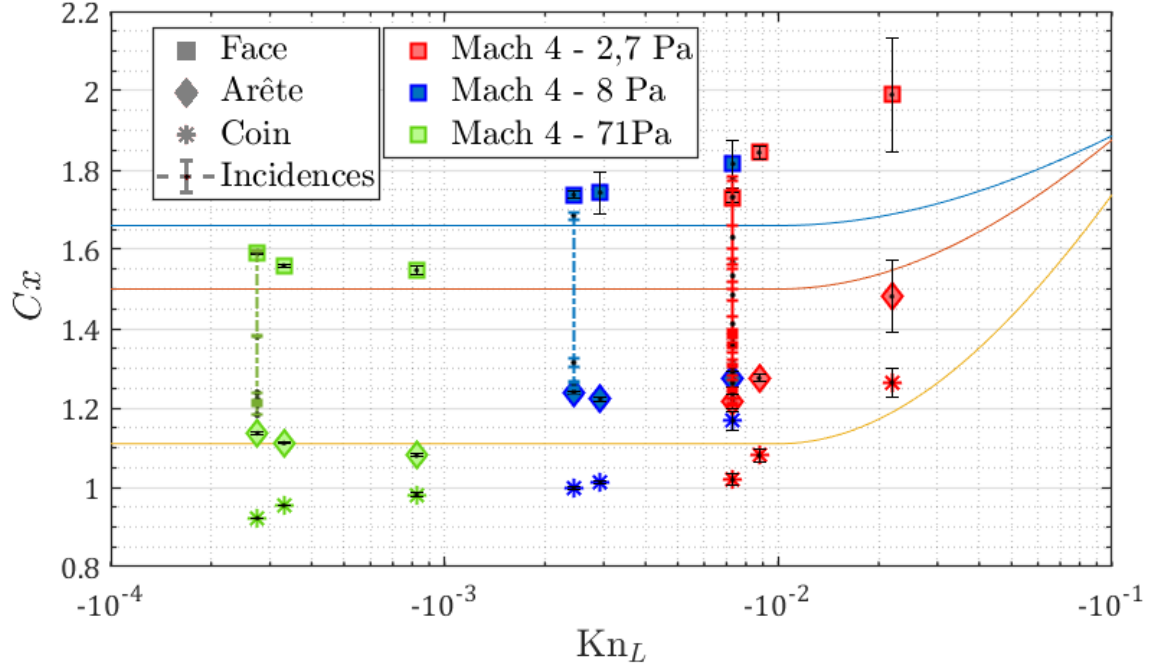 2.2
2
1.8
1.6
1.4
1.2
1
0.8
Cx
Face
Arête
Coin
Incidences
Mach 4 - 2,7 Pa
Mach 4 - 8 Pa
Mach 4 - 71Pa
-10⁻⁴
-10⁻³
-10⁻²
-10⁻¹
Kn_L